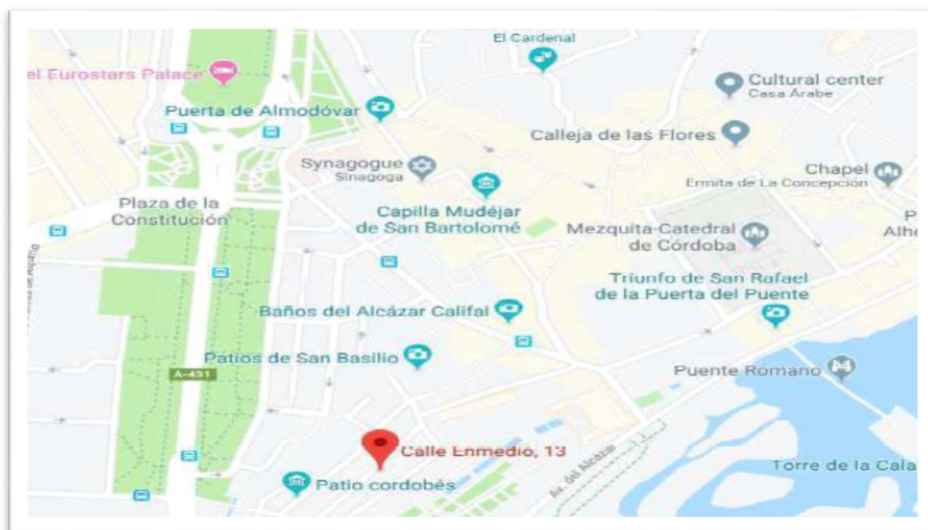 El Cardenal
el Eurostars Palace
Cultural center
Casa Árabe
Puerta de Almodóvar
Calleja de las Flores
Synagogue
Sinagoga
Chapel
Ermita de La Concepción
Plaza de la
Constitución
Capilla Mudéjar
de San Bartolomé
Mezquita-Catedral
de Córdoba
P
Alh
Triunfo de San Rafael
de la Puerta del Puente
Baños del Alcázar Califal
Patios de San Basilio
A-431
Puente Romano
Calle Enmedio, 13
Av. del Alcázar
Torre de la Cala
Patio cordobés